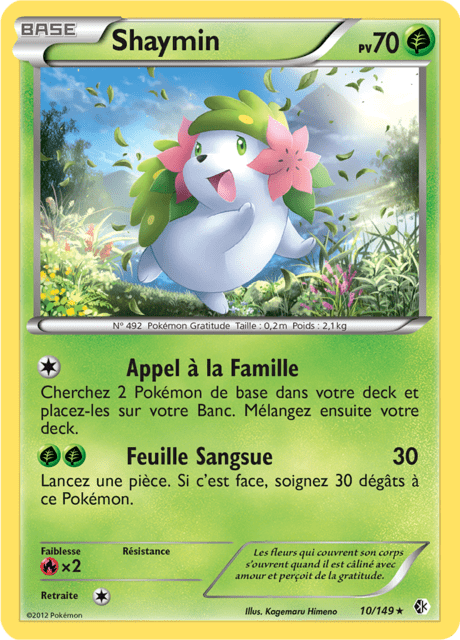 BASE
Shaymin
PV70
N° 492 Pokémon Gratitude Taille : 0,2m Poids : 2,1kg
Appel à la Famille
Cherchez 2 Pokémon de base dans votre deck et
placez-les sur votre Banc. Mélangez ensuite votre
deck.
Feuille Sangsue 30
Lancez une pièce. Si c'est face, soignez 30 dégâts à
ce Pokémon.
Faiblesse Résistance
×2
Retraite
Les fleurs qui couvrent son corps
s'ouvrent quand il est câliné avec
amour et perçoit de la gratitude.
©2012 Pokémon
Illus. Kagemaru Himeno
10/149 ★